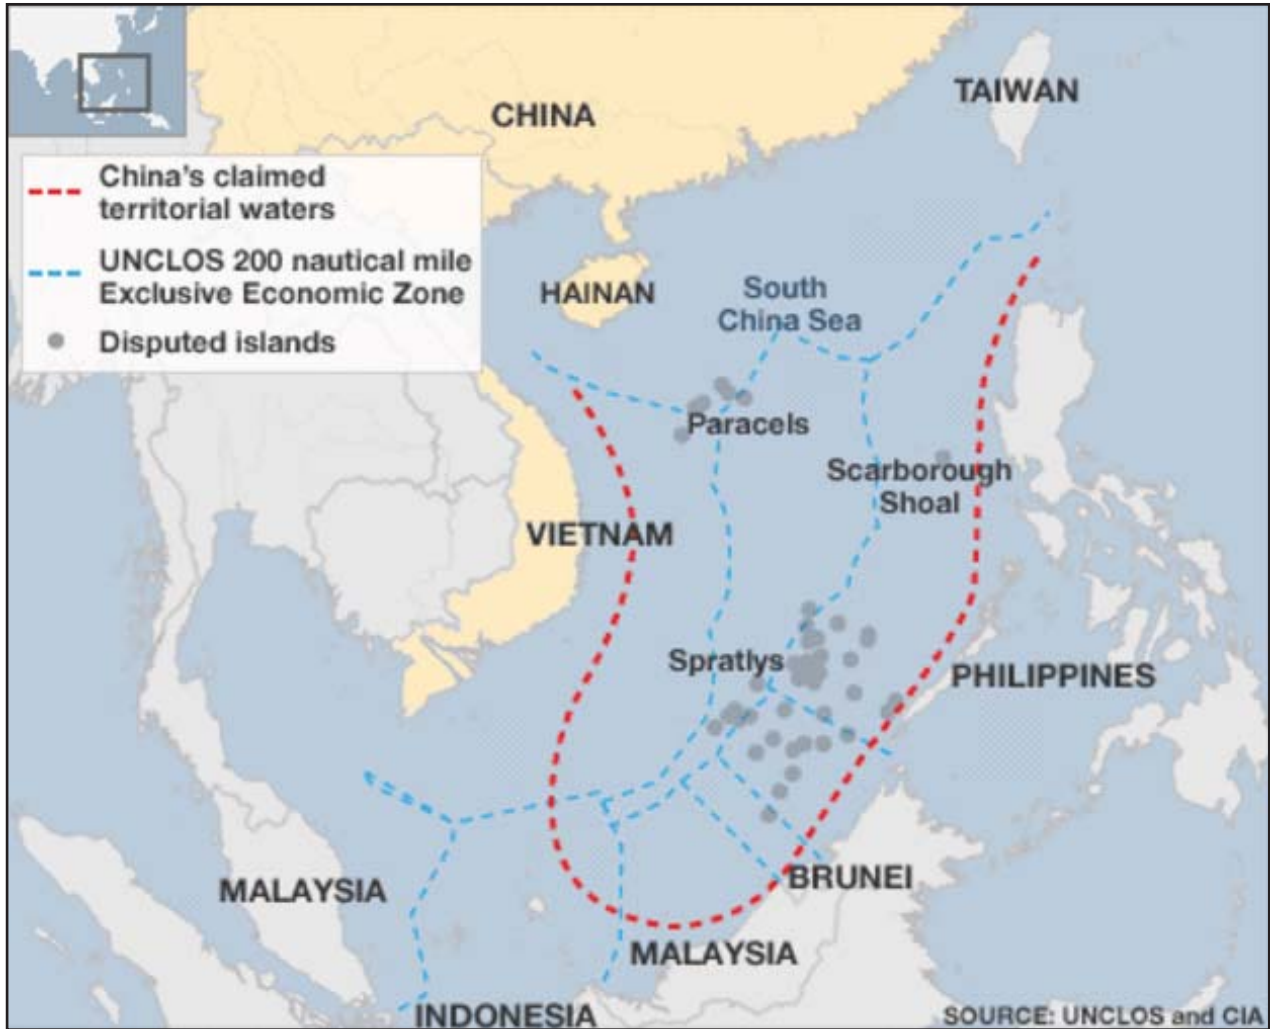 TAIWAN
CHINA
China's claimed
territorial waters
UNCLOS 200 nautical mile
Exclusive Economic Zone
Disputed islands
HAINAN
South
China Sea
Paracels
Scarborough
Shoal
VIETNAM
Spratlys
PHILIPPINES
MALAYSIA
BRUNEI
MALAYSIA
INDONESIA
SOURCE: UNCLOS and CIA